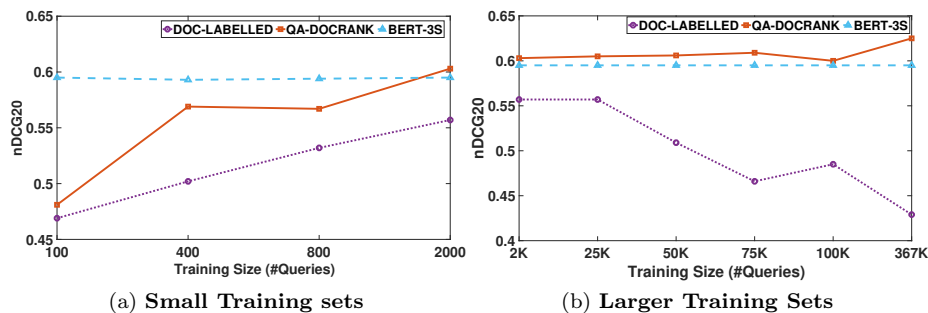 DOC-LABELLED QA-DOCRANK BERT-3S
0.65
0.6
0.55
0.5
0.45
nDCG20
100 400 800 2000
Training Size (#Queries)
(a) Small Training sets
DOC-LABELLED QA-DOCRANK BERT-3S
0.65
0.6
0.55
0.5
0.45
0.4
nDCG20
2K 25K 50K 75K 100K 367K
Training Size (#Queries)
(b) Larger Training Sets